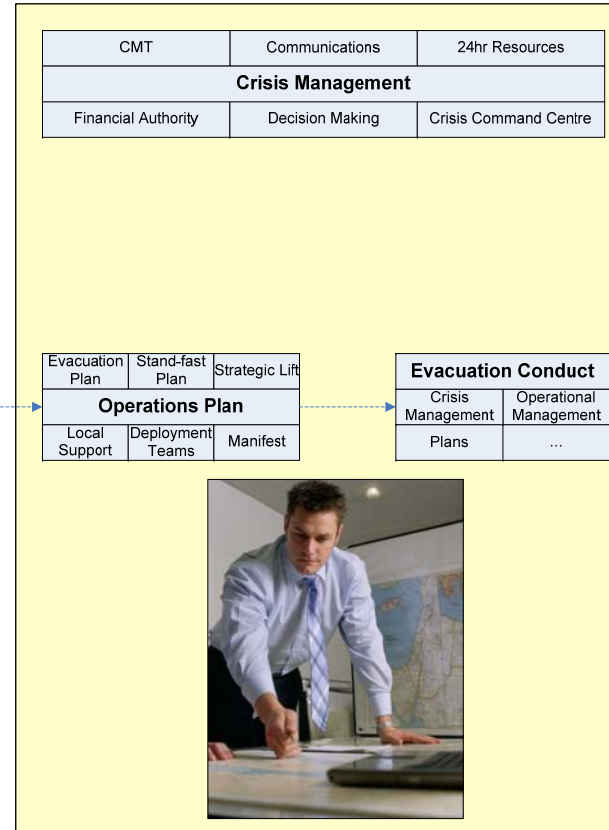 CMT Communications 24hr Resources
Crisis Management
Financial Authority Decision Making Crisis Command Centre
Evacuation Plan Stand-fast Plan Strategic Lift
Operations Plan
Local Support Deployment Teams Manifest
Evacuation Conduct
Crisis Management Operational Management
Plans ...